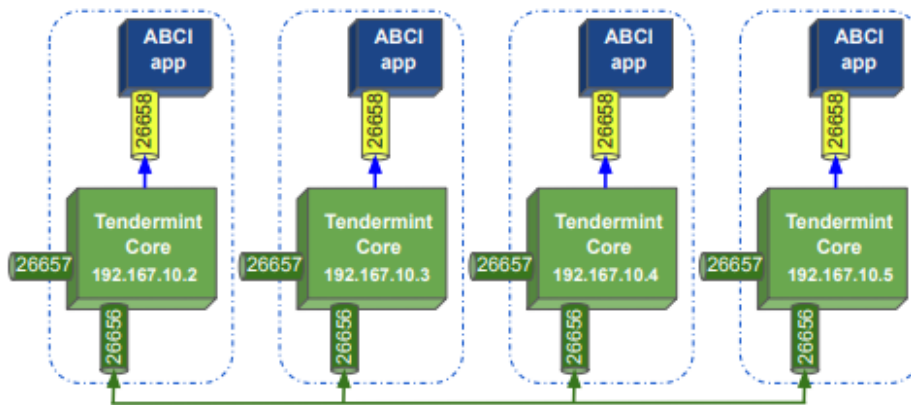 ABCI
app
ABCI
app
ABCI
app
ABCI
app
26658
26658
26658
26658
Tendermint
Core
192.167.10.2
Tendermint
Core
192.167.10.3
Tendermint
Core
192.167.10.4
Tendermint
Core
192.167.10.5
26657
26657
26657
26657
26656
26656
26656
26656